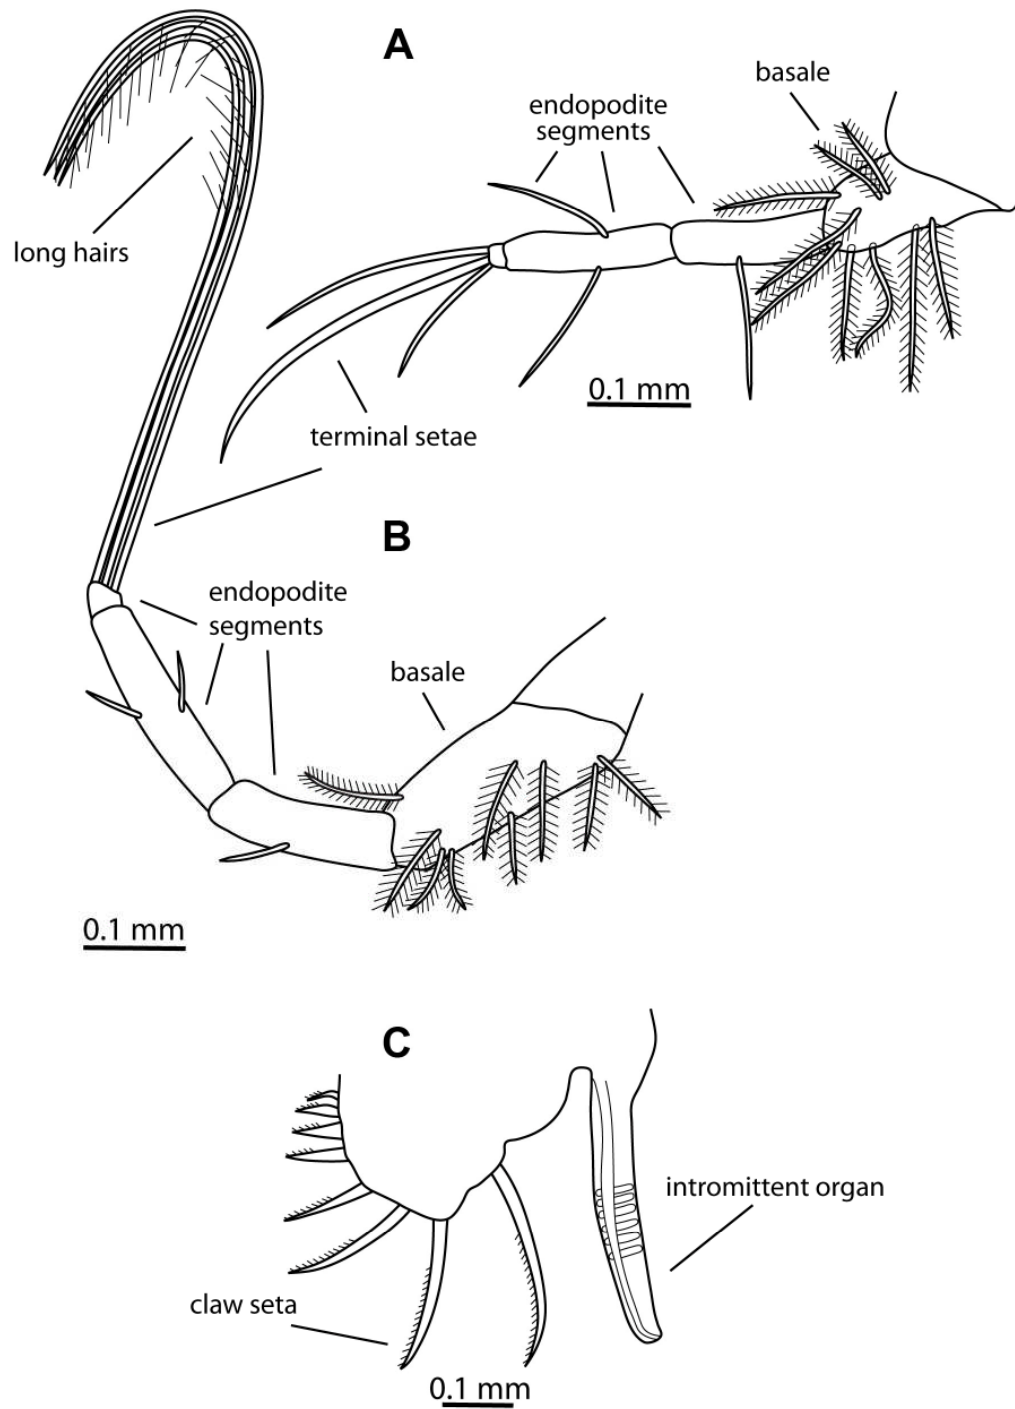 A
basale
endopodite
segments
long hairs
0.1 mm
terminal setae
B
endopodite
segments
basale
0.1 mm
C
intromittent organ
claw seta
0.1 mm